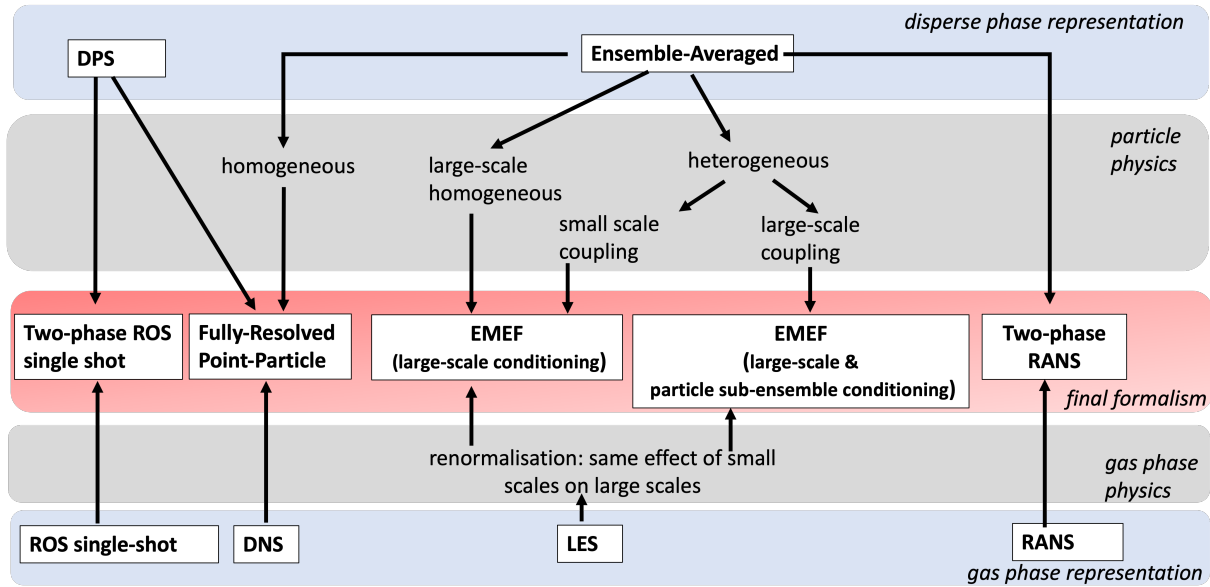 disperse phase representation
DPS
Ensemble-Averaged
particle
physics
homogeneous
large-scale
homogeneous
heterogeneous
small scale
coupling
large-scale
coupling
Two-phase ROS
single shot
Fully-Resolved
Point-Particle
EMEF
(large-scale conditioning)
EMEF
(large-scale &
particle sub-ensemble conditioning)
Two-phase
RANS
final formalism
renormalisation: same effect of small
scales on large scales
gas phase
physics
ROS single-shot
DNS
LES
RANS
gas phase representation